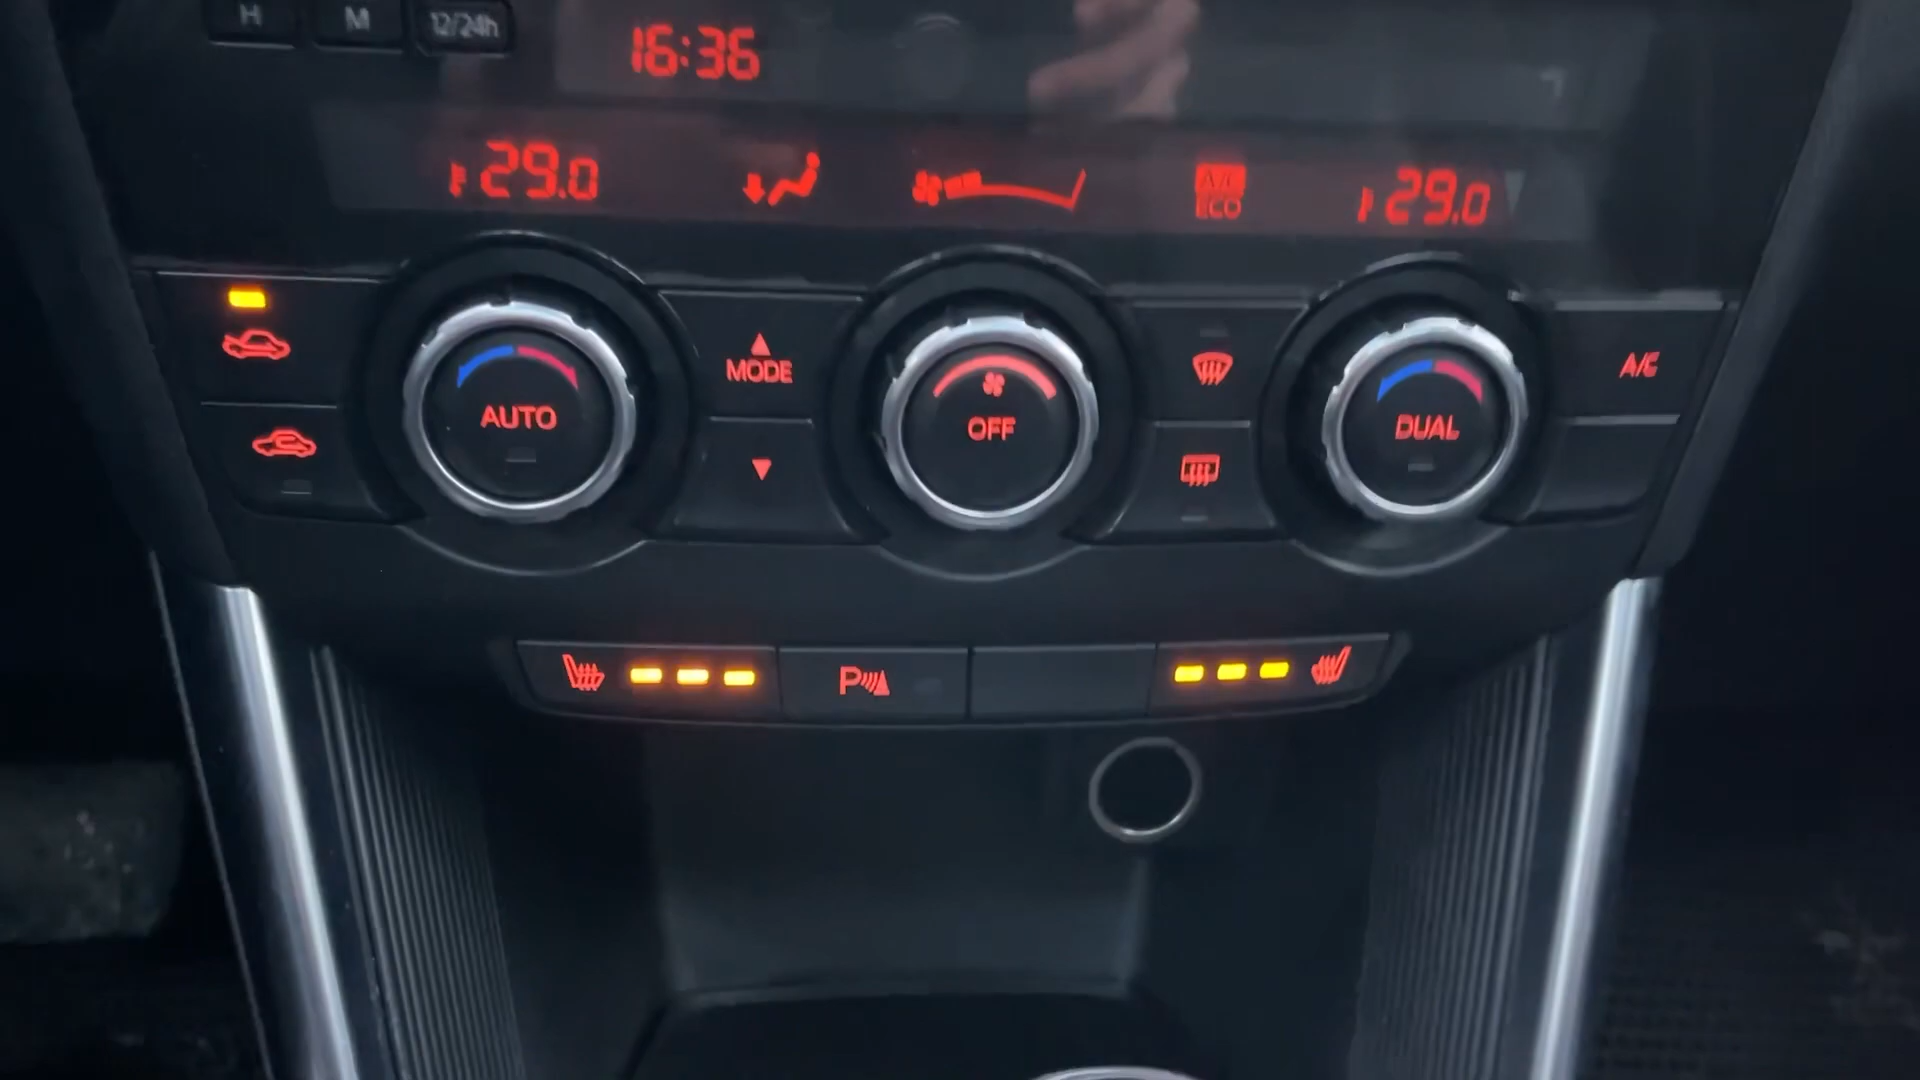 H M 12/24h
16:36
29.0 A/C ECO 29.0
MODE
AUTO OFF DUAL A/C
P